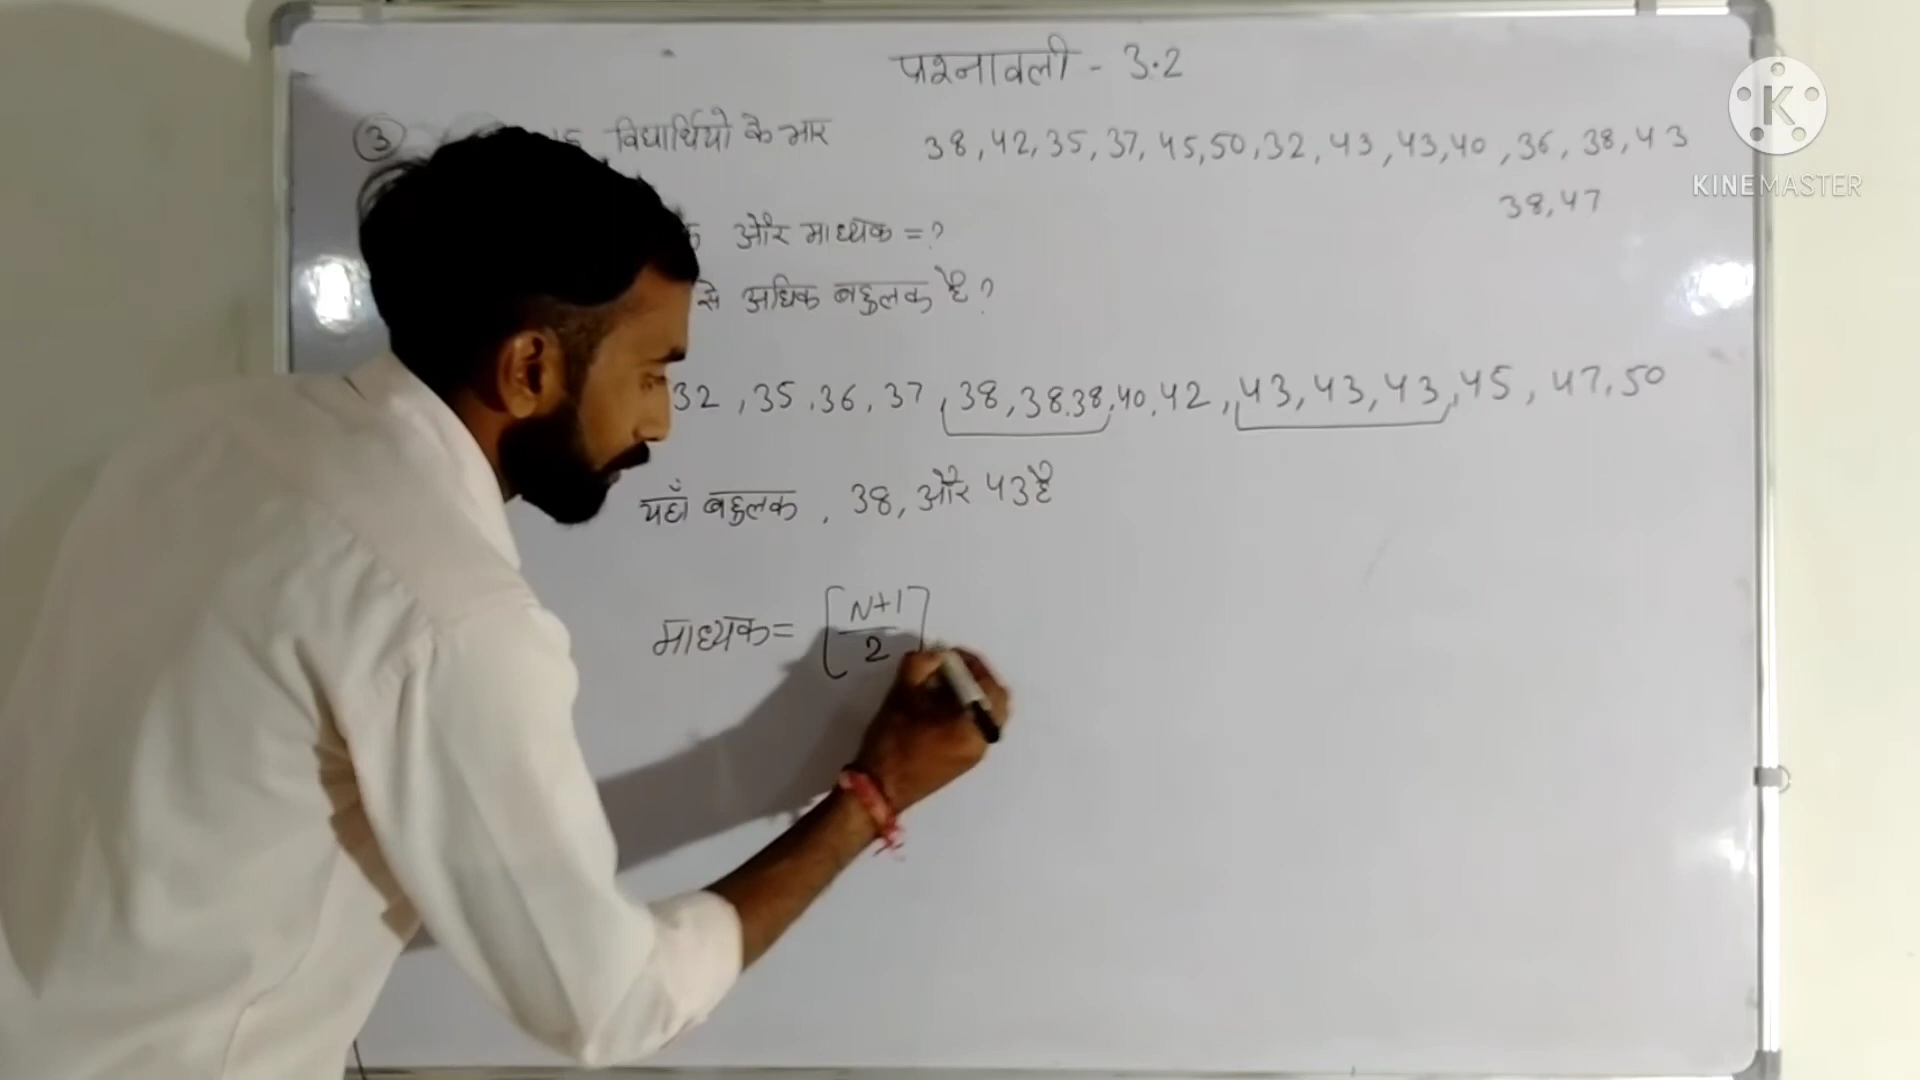 प्रश्नावली - 3.2
③ 15 विद्यार्थियो के भार 38, 42, 35, 37, 45, 50, 32, 43, 43, 40, 36, 38, 43
38, 47
और माध्यक = ?
से अधिक बहुलक है ?
32, 35, 36, 37, 38, 38, 38, 40, 42, 43, 43, 43, 45, 47, 50
यहाँ बहुलक, 38, और 43 है
माध्यक = [N+1/2]
KINEMASTER